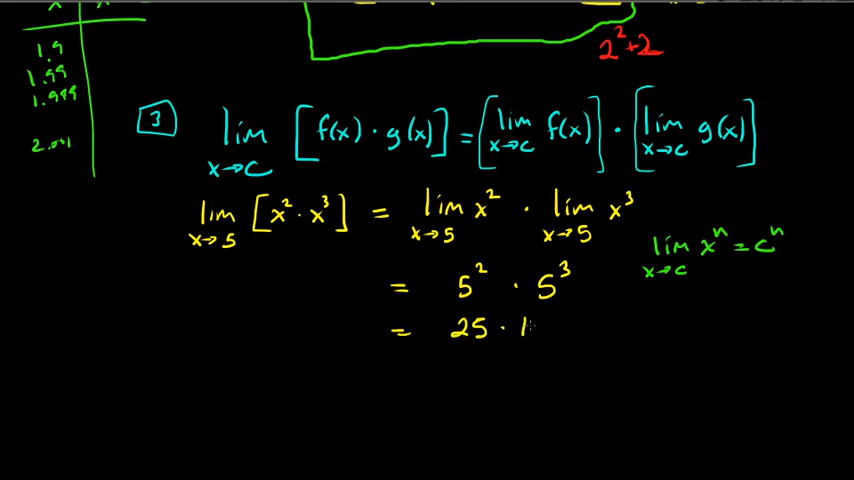 2²+2
1.9
1.99
1.999
2.001
3 lim x→c [f(x) · g(x)] = [lim x→c f(x)] · [lim x→c g(x)]
lim x→5 [x² · x³] = lim x→5 x² · lim x→5 x³
lim x→c xⁿ = cⁿ
= 5² · 5³
= 25 · 1